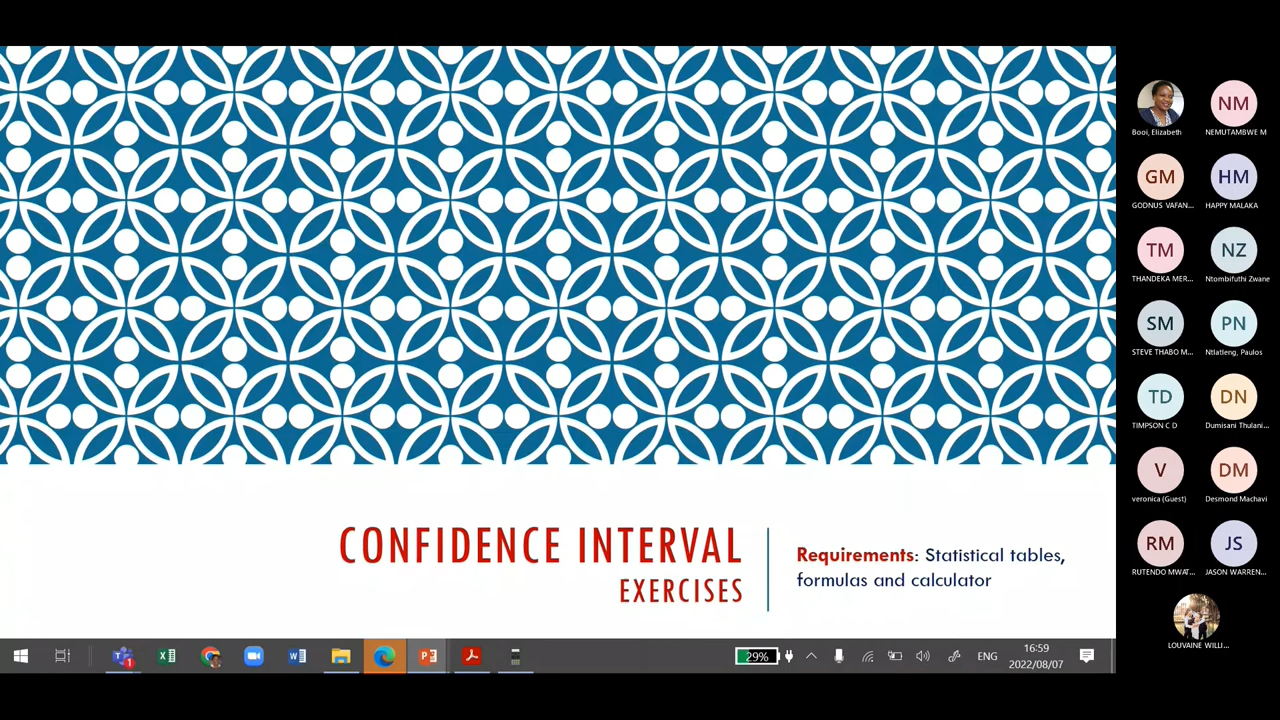 CONFIDENCE INTERVAL
EXERCISES
Requirements: Statistical tables,
formulas and calculator
NM
Booi, Elizabeth
NEMUTAMBWE M
GM
HM
GODNUS VAFAN...
HAPPY MALAKA
TM
NZ
THANDEKA MER...
Ntombifuthi Zwane
SM
PN
STEVE THABO M...
Ntlatleng, Paulos
TD
DN
TIMPSON C D
Dumisani Thulani...
V
DM
veronica (Guest)
Desmond Machavi
RM
JS
RUTENDO MWAT...
JASON WARREN...
LOUVAINE WILLI...
1
29%
ENG
16:59
2022/08/07